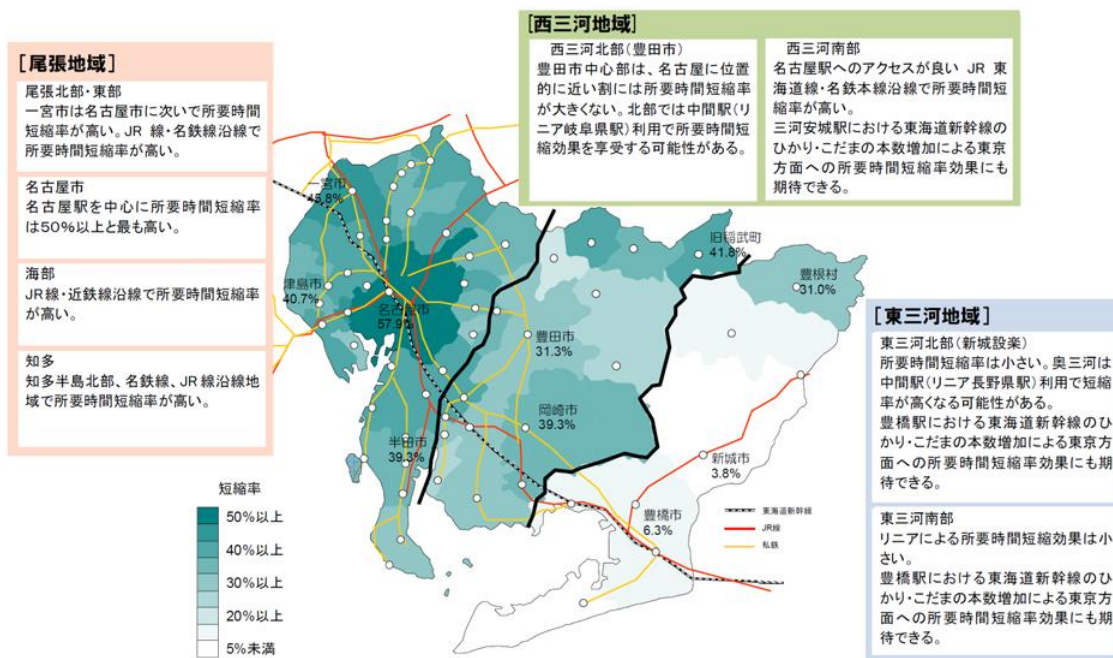 [尾張地域]
尾張北部・東部
一宮市は名古屋市に次いで所要時間
短縮率が高い。JR 線・名鉄線沿線で
所要時間短縮率が高い。
名古屋市
名古屋駅を中心に所要時間短縮率
は50%以上と最も高い。
海部
JR線・近鉄線沿線で所要時間短縮率
が高い。
知多
知多半島北部、名鉄線、JR線沿線地
域で所要時間短縮率が高い。
[西三河地域]
西三河北部(豊田市)
豊田市中心部は、名古屋に位置
的に近い割には所要時間短縮率
が大きくない。北部では中間駅(リ
ニア岐阜県駅)利用で所要時間短
縮効果を享受する可能性がある。
西三河南部
名古屋駅へのアクセスが良い JR 東
海道線・名鉄本線沿線で所要時間短
縮率が高い。
三河安城駅における東海道新幹線の
ひかり・こだまの本数増加による東京
方面への所要時間短縮率効果にも
期待できる。
一宮市
45.8%
津島市
40.7%
名古屋市
57.9%
旧稲武町
41.8%
豊根村
31.0%
豊田市
31.3%
岡崎市
39.3%
半田市
39.3%
新城市
3.8%
豊橋市
6.3%
[東三河地域]
東三河北部(新城設楽)
所要時間短縮率は小さい。奥三河は
中間駅(リニア長野県駅)利用で短縮
率が高くなる可能性がある。
豊橋駅における東海道新幹線のひ
かり・こだまの本数増加による東京方
面への所要時間短縮率効果にも期
待できる。
東三河南部
リニアによる所要時間短縮効果は小
さい。
豊橋駅における東海道新幹線のひ
かり・こだまの本数増加による東京方
面への所要時間短縮率効果にも期
待できる。
短縮率
50%以上
40%以上
30%以上
20%以上
5%未満
東海道新幹線
JR線
私鉄